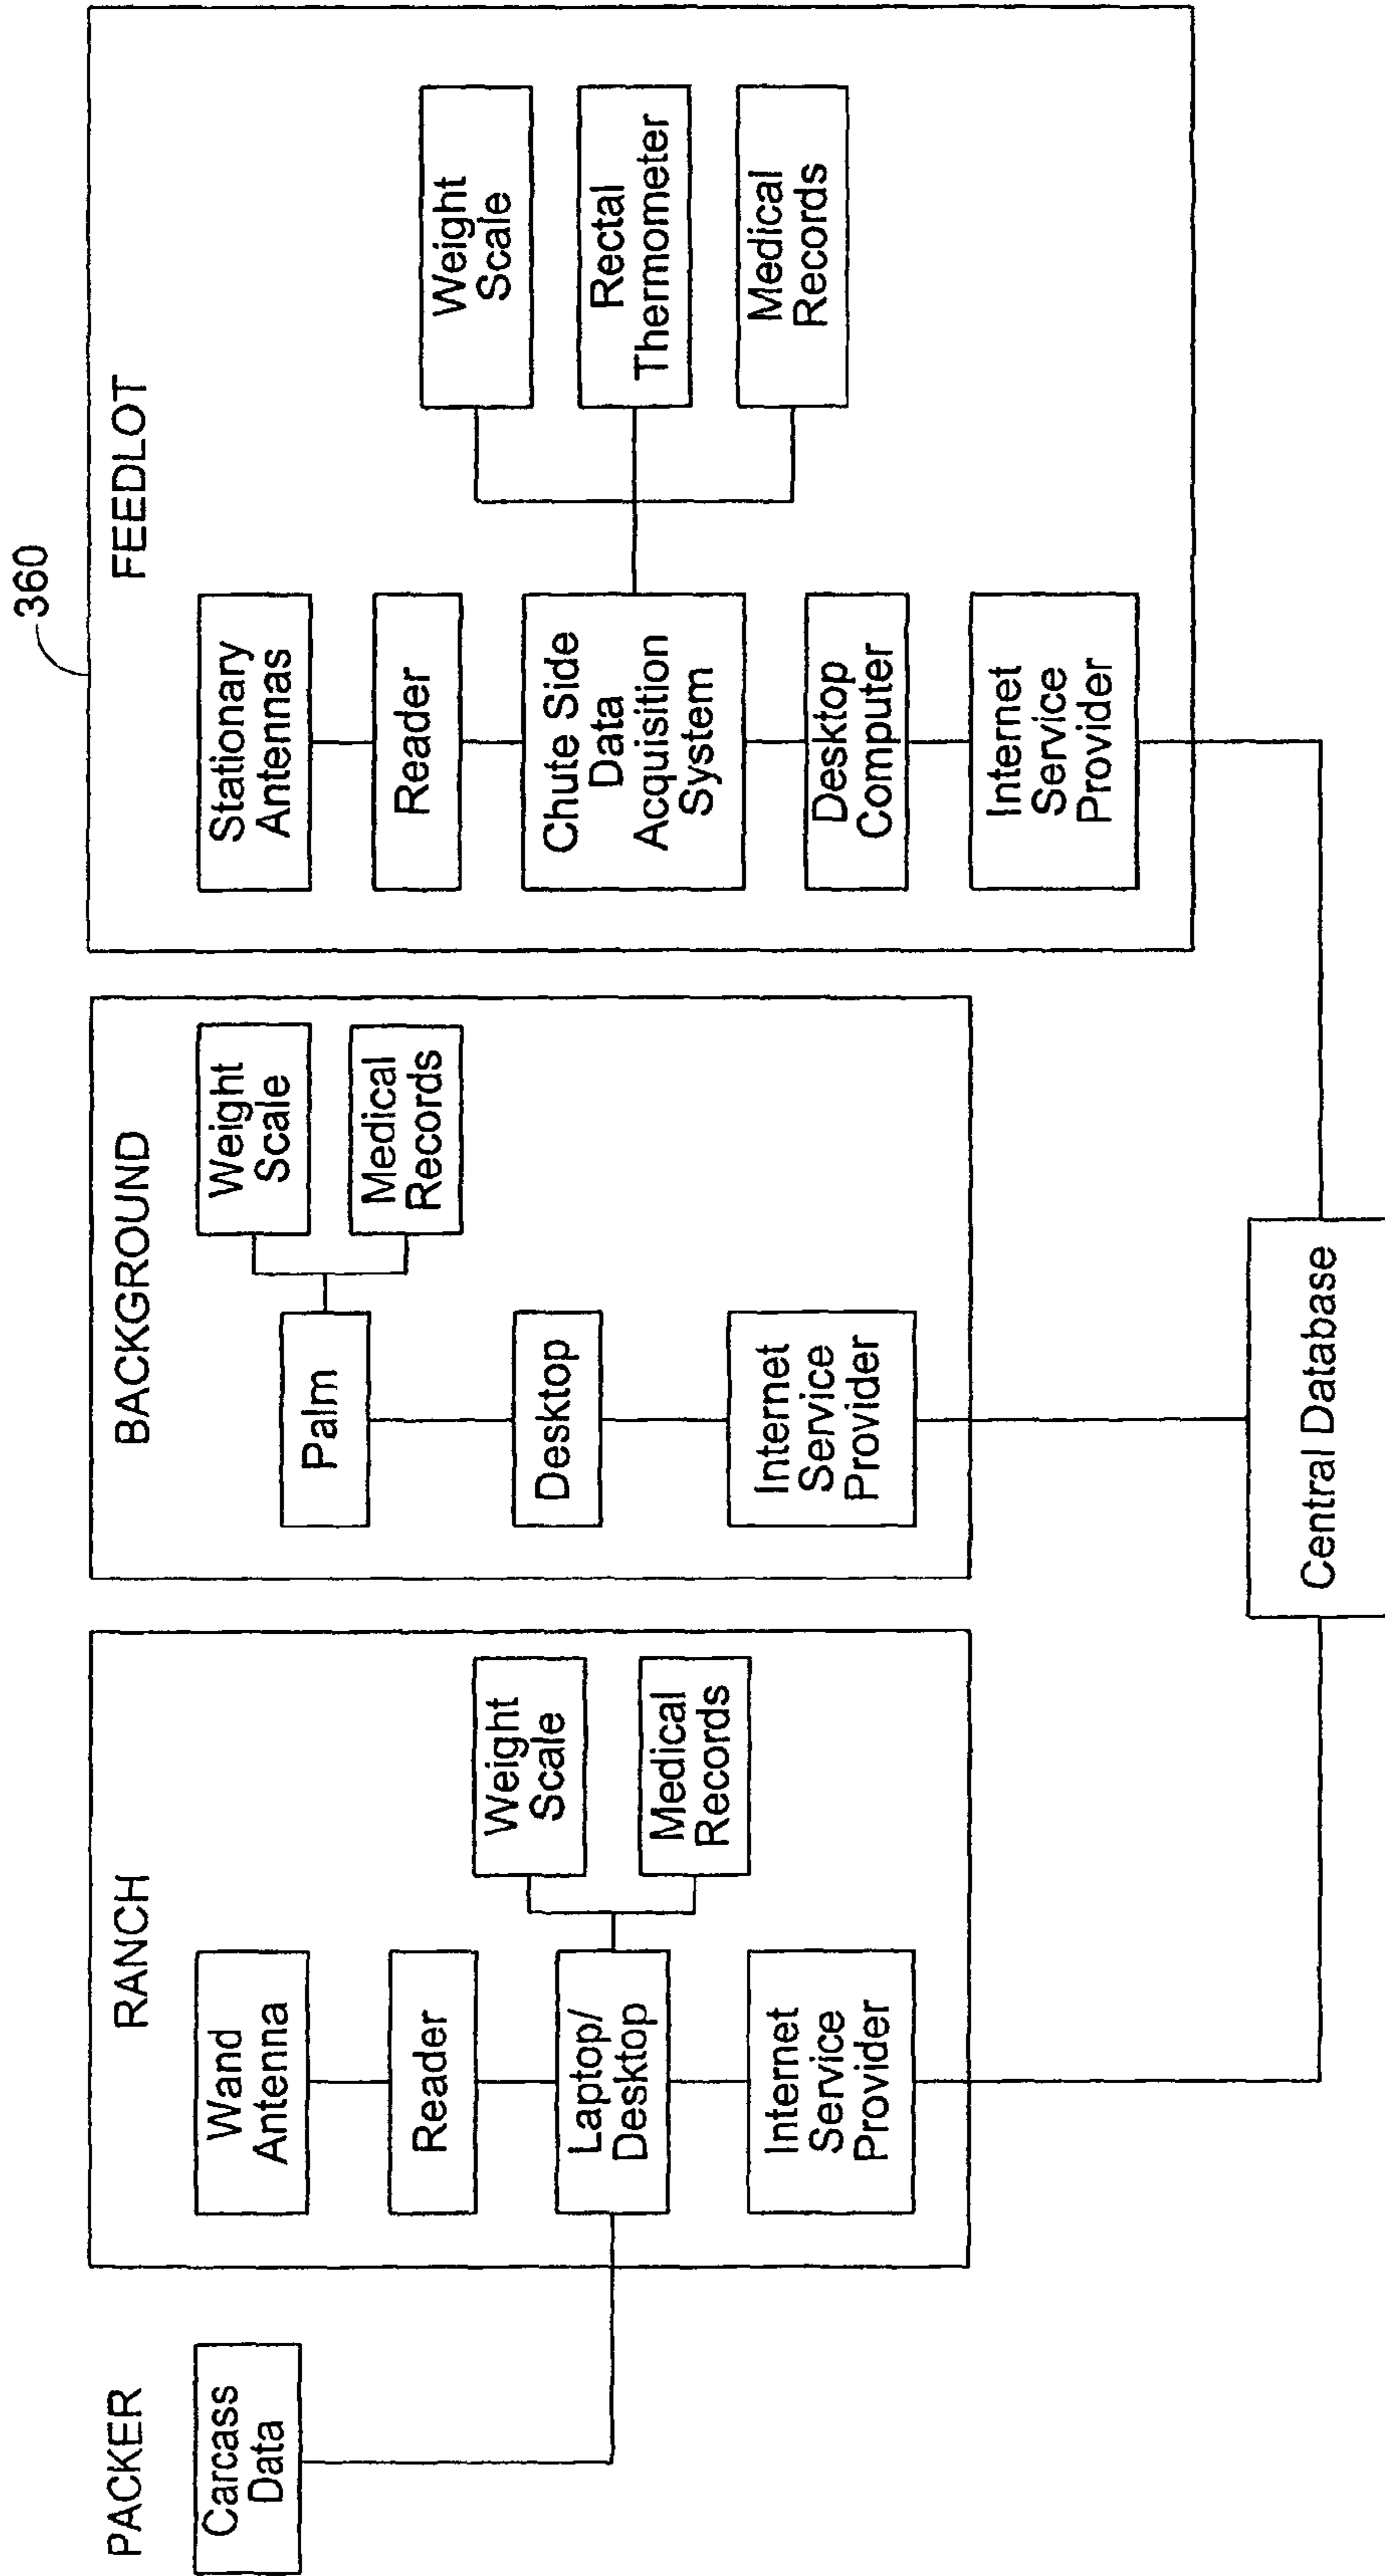 PACKER
Carcass
Data
RANCH
Wand
Antenna
Reader
Laptop/
Desktop
Internet
Service
Provider
Weight
Scale
Medical
Records
BACKGROUND
Palm
Desktop
Internet
Service
Provider
Weight
Scale
Medical
Records
360
FEEDLOT
Stationary
Antennas
Reader
Chute Side
Data
Acquisition
System
Desktop
Computer
Internet
Service
Provider
Weight
Scale
Rectal
Thermometer
Medical
Records
Central Database